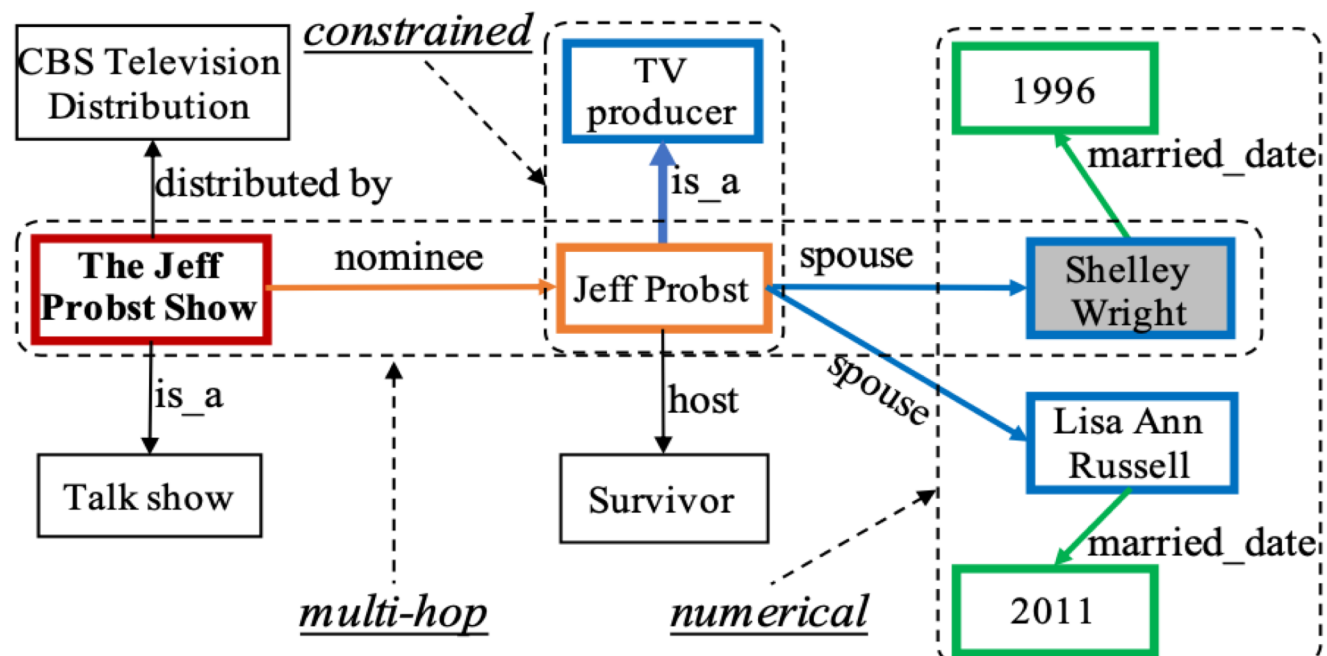 constrained
CBS Television
Distribution
TV
producer
1996
married_date
distributed by
is_a
The Jeff
Probst Show
nominee
Jeff Probst
spouse
Shelley
Wright
spouse
is_a
host
Lisa Ann
Russell
Talk show
Survivor
married_date
multi-hop
numerical
2011